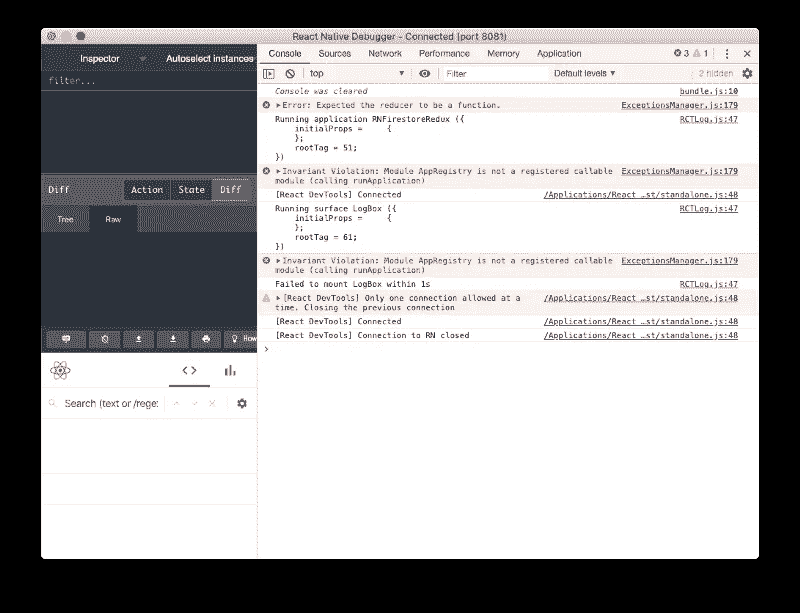 React Native Debugger - Connected (port 8081)
Inspector
Autoselect instances
filter...
Diff
Action
State
Diff
Tree
Raw
How
Search (text or /rege:
Console
Sources
Network
Performance
Memory
Application
3
1
top
Filter
Default levels
2 hidden
Console was cleared
bundle.js:10
Error: Expected the reducer to be a function.
ExceptionsManager.js:179
Running application RNFirestoreRedux ({
RCTLog.js:47
initialProps = {
};
rootTag = 51;
})
Invariant Violation: Module AppRegistry is not a registered callable
ExceptionsManager.js:179
module (calling runApplication)
[React DevTools] Connected
/Applications/React …st/standalone.js:48
Running surface LogBox ({
RCTLog.js:47
initialProps = {
};
rootTag = 61;
})
Invariant Violation: Module AppRegistry is not a registered callable
ExceptionsManager.js:179
module (calling runApplication)
Failed to mount LogBox within 1s
RCTLog.js:47
[React DevTools] Only one connection allowed at a
/Applications/React …st/standalone.js:48
time. Closing the previous connection
[React DevTools] Connected
/Applications/React …st/standalone.js:48
[React DevTools] Connection to RN closed
/Applications/React …st/standalone.js:48